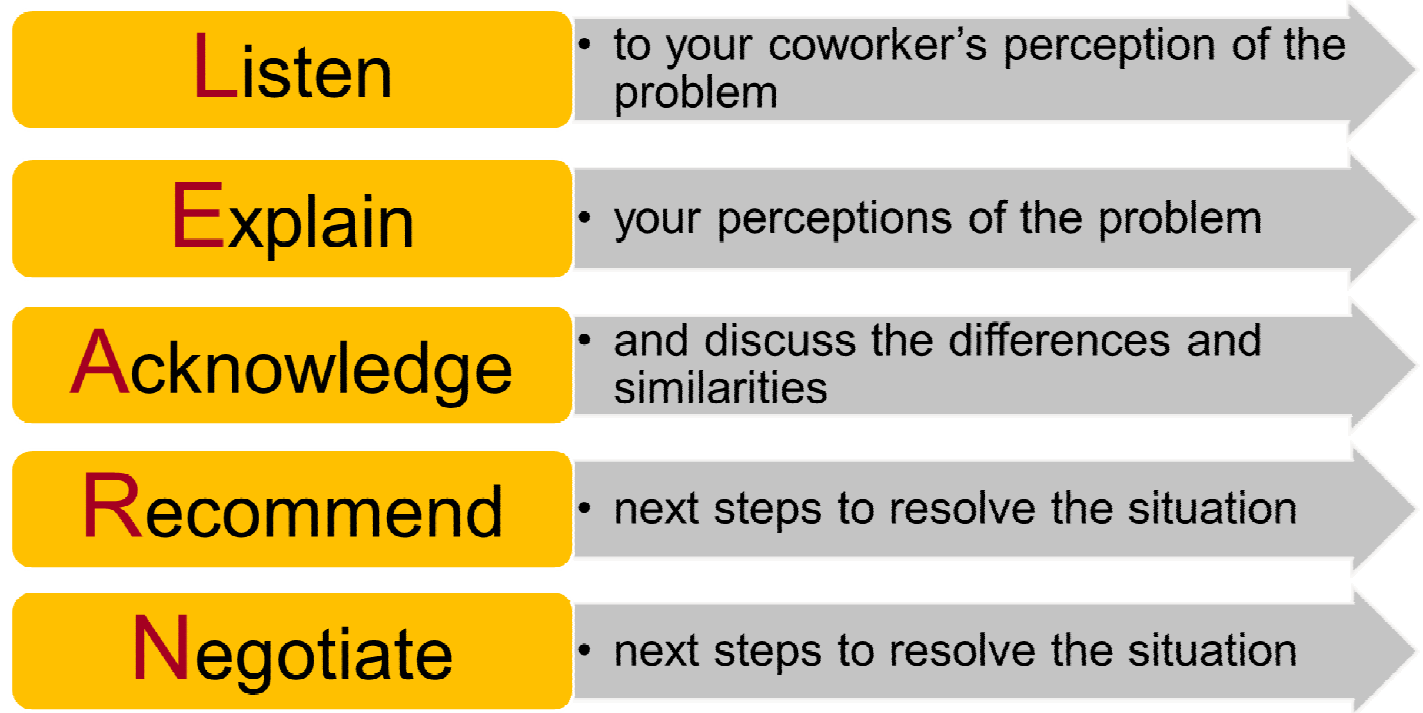 Listen
• to your coworker’s perception of the
problem
Explain
• your perceptions of the problem
Acknowledge
• and discuss the differences and
similarities
Recommend
• next steps to resolve the situation
Negotiate
• next steps to resolve the situation